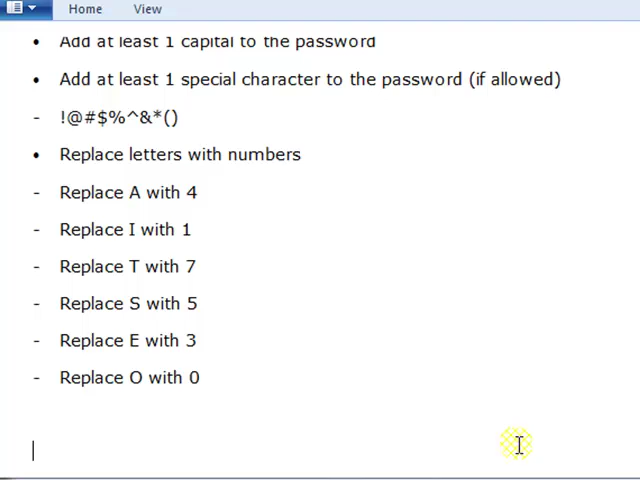 Home View
• Add at least 1 capital to the password
• Add at least 1 special character to the password (if allowed)
- !@#$%^&*()
• Replace letters with numbers
- Replace A with 4
- Replace I with 1
- Replace T with 7
- Replace S with 5
- Replace E with 3
- Replace O with 0